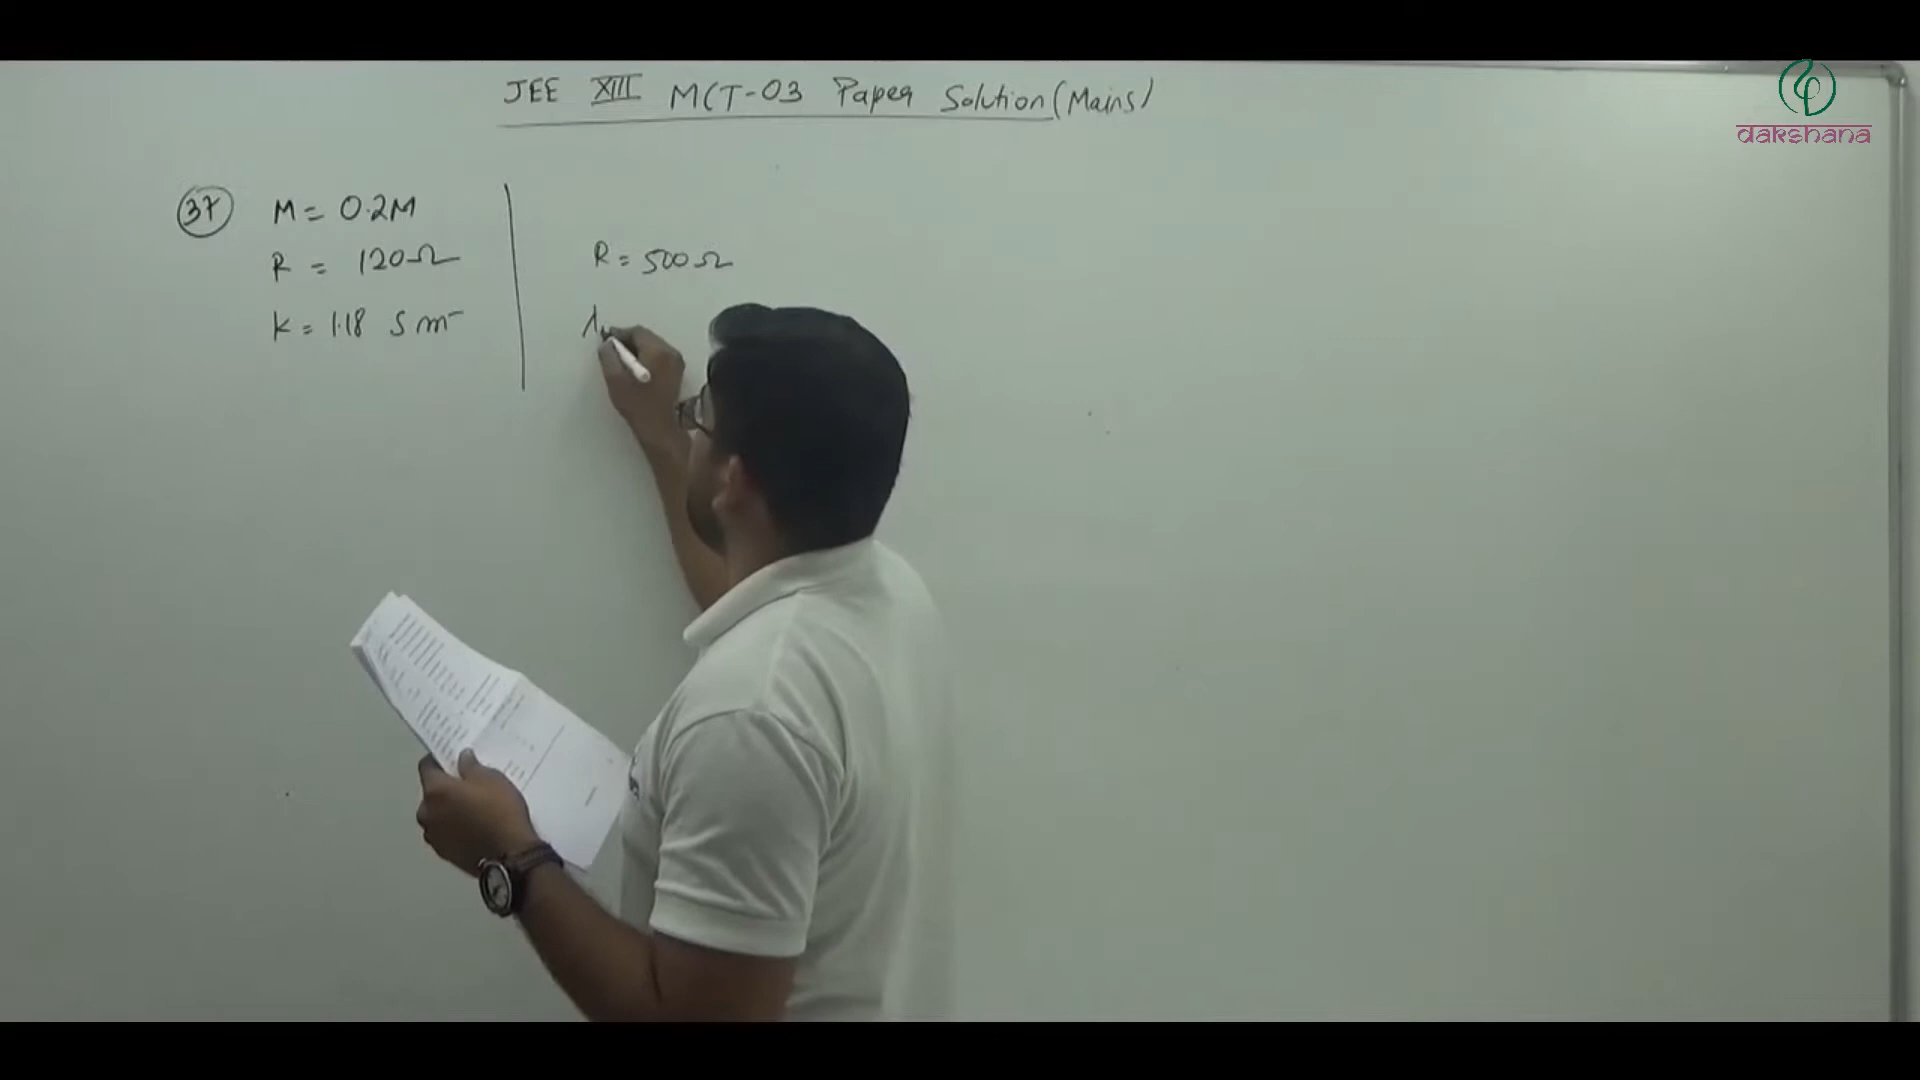 JEE XIII MCT-03 Paper Solution (Mains)
dakshana
37 M = 0.2M
R = 120Ω
K = 1.18 S m⁻
R = 500Ω